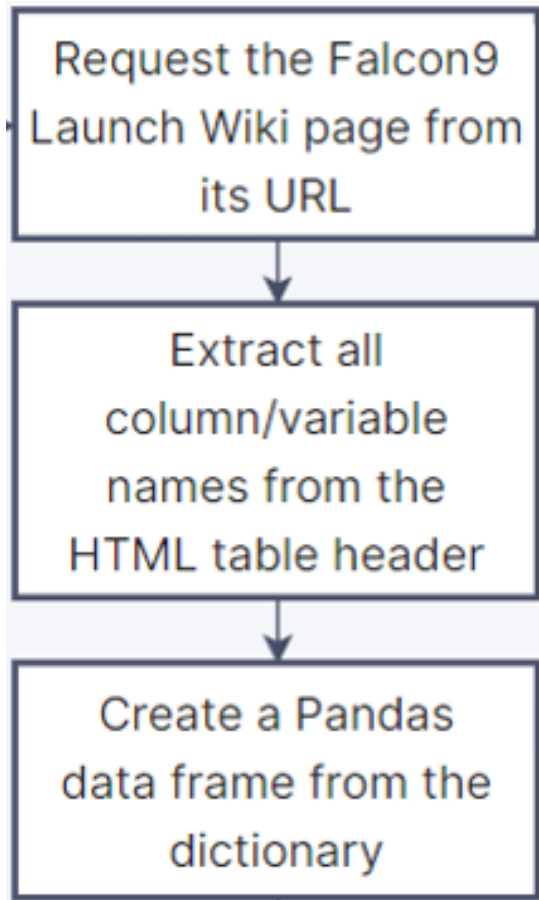 Request the Falcon9
Launch Wiki page from
its URL
Extract all
column/variable
names from the
HTML table header
Create a Pandas
data frame from the
dictionary